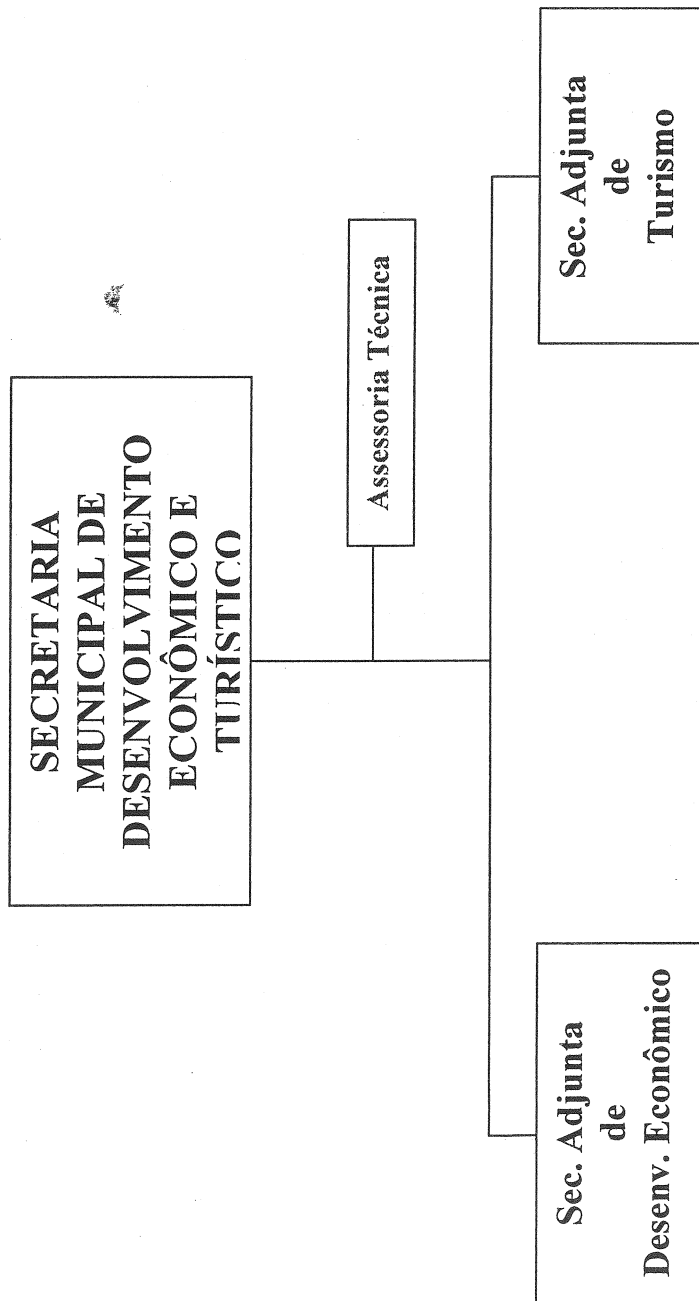 SECRETARIA
MUNICIPAL DE
DESENVOLVIMENTO
ECONÔMICO E
TURÍSTICO
Assessoria Técnica
Sec. Adjunta
de
Desenv. Econômico
Sec. Adjunta
de
Turismo